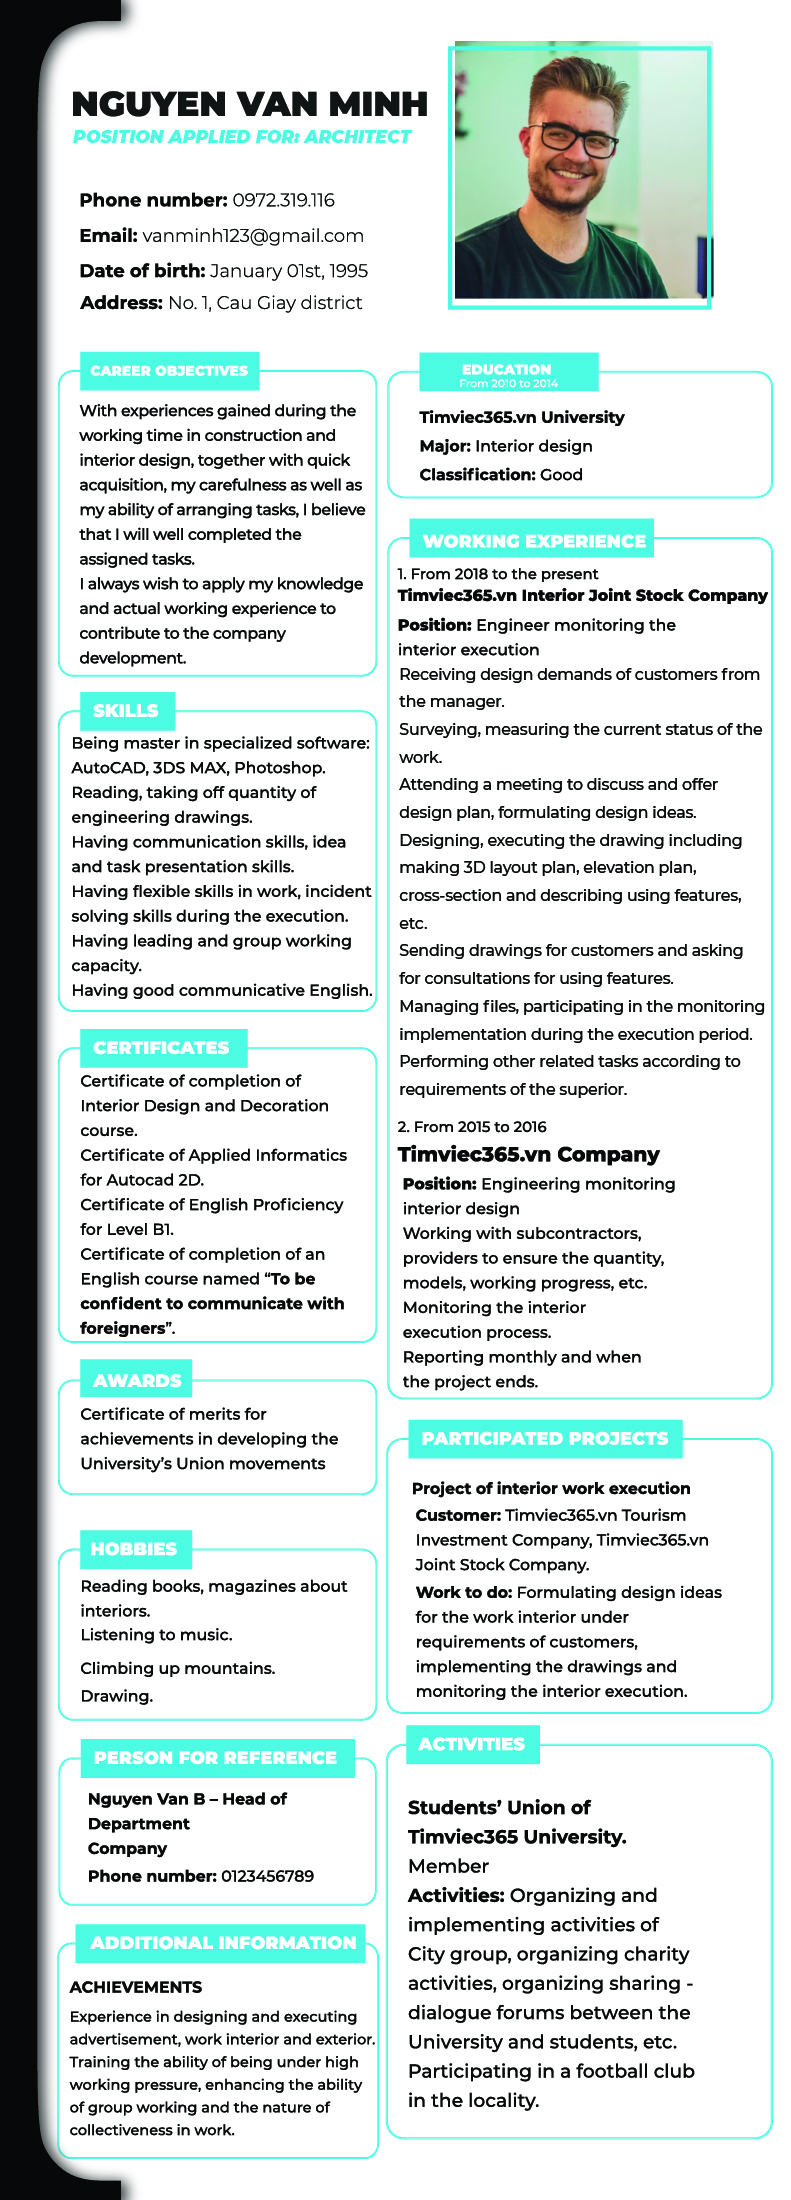 NGUYEN VAN MINH
POSITION APPLIED FOR: ARCHITECT
Phone number: 0972.319.116
Email: vanminh123@gmail.com
Date of birth: January 01st, 1995
Address: No. 1, Cau Giay district
CAREER OBJECTIVES
With experiences gained during the
working time in construction and
interior design, together with quick
acquisition, my carefulness as well as
my ability of arranging tasks, I believe
that I will well completed the
assigned tasks.
I always wish to apply my knowledge
and actual working experience to
contribute to the company
development.
SKILLS
Being master in specialized software:
AutoCAD, 3DS MAX, Photoshop.
Reading, taking off quantity of
engineering drawings.
Having communication skills, idea
and task presentation skills.
Having flexible skills in work, incident
solving skills during the execution.
Having leading and group working
capacity.
Having good communicative English.
CERTIFICATES
Certificate of completion of
Interior Design and Decoration
course.
Certificate of Applied Informatics
for Autocad 2D.
Certificate of English Proficiency
for Level B1.
Certificate of completion of an
English course named “To be
confident to communicate with
foreigners”.
AWARDS
Certificate of merits for
achievements in developing the
University’s Union movements
HOBBIES
Reading books, magazines about
interiors.
Listening to music.
Climbing up mountains.
Drawing.
PERSON FOR REFERENCE
Nguyen Van B – Head of
Department
Company
Phone number: 0123456789
ADDITIONAL INFORMATION
ACHIEVEMENTS
Experience in designing and executing
advertisement, work interior and exterior.
Training the ability of being under high
working pressure, enhancing the ability
of group working and the nature of
collectiveness in work.
EDUCATION
From 2010 to 2014
Timviec365.vn University
Major: Interior design
Classification: Good
WORKING EXPERIENCE
1. From 2018 to the present
Timviec365.vn Interior Joint Stock Company
Position: Engineer monitoring the
interior execution
Receiving design demands of customers from
the manager.
Surveying, measuring the current status of the
work.
Attending a meeting to discuss and offer
design plan, formulating design ideas.
Designing, executing the drawing including
making 3D layout plan, elevation plan,
cross-section and describing using features,
etc.
Sending drawings for customers and asking
for consultations for using features.
Managing files, participating in the monitoring
implementation during the execution period.
Performing other related tasks according to
requirements of the superior.
2. From 2015 to 2016
Timviec365.vn Company
Position: Engineering monitoring
interior design
Working with subcontractors,
providers to ensure the quantity,
models, working progress, etc.
Monitoring the interior
execution process.
Reporting monthly and when
the project ends.
PARTICIPATED PROJECTS
Project of interior work execution
Customer: Timviec365.vn Tourism
Investment Company, Timviec365.vn
Joint Stock Company.
Work to do: Formulating design ideas
for the work interior under
requirements of customers,
implementing the drawings and
monitoring the interior execution.
ACTIVITIES
Students’ Union of
Timviec365 University.
Member
Activities: Organizing and
implementing activities of
City group, organizing charity
activities, organizing sharing -
dialogue forums between the
University and students, etc.
Participating in a football club
in the locality.